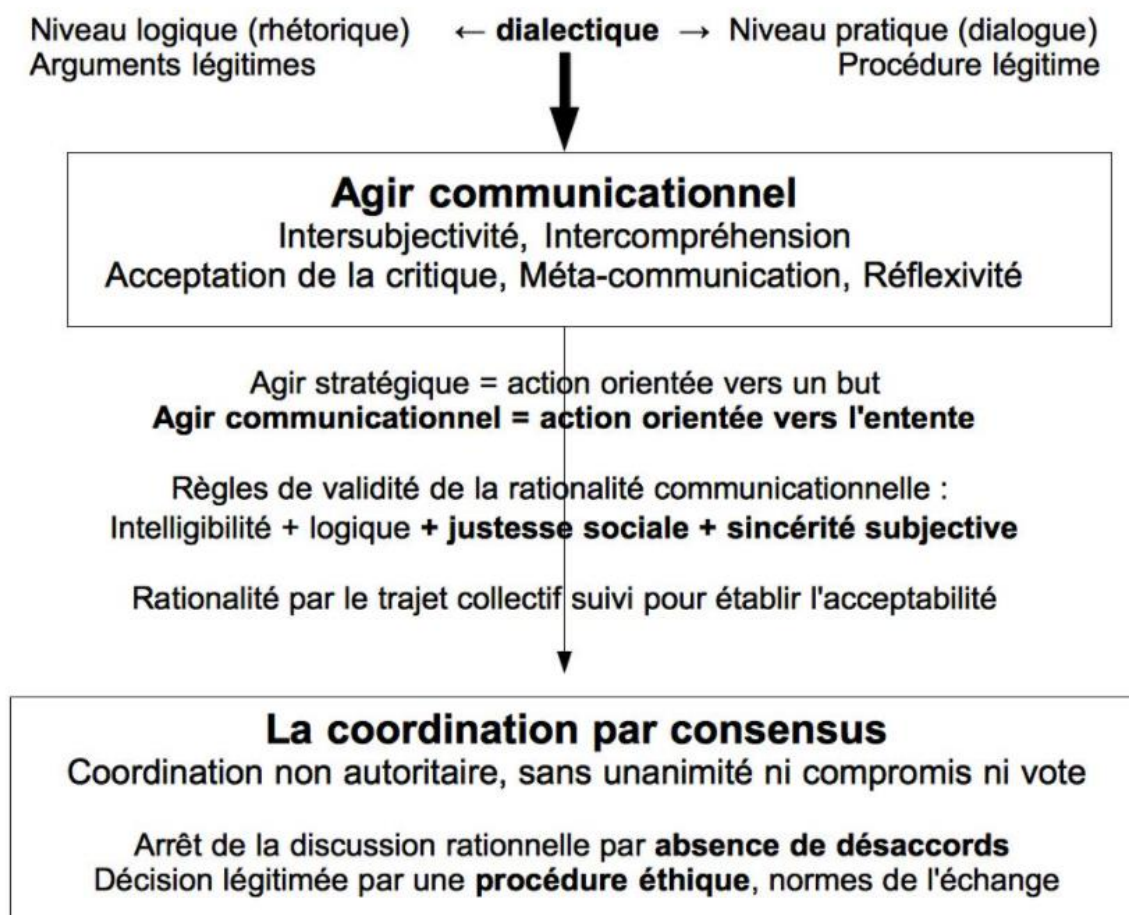 Niveau logique (rhétorique) ← dialectique → Niveau pratique (dialogue)
Arguments légitimes Procédure légitime
Agir communicationnel
Intersubjectivité, Intercompréhension
Acceptation de la critique, Méta-communication, Réflexivité
Agir stratégique = action orientée vers un but
Agir communicationnel = action orientée vers l'entente
Règles de validité de la rationalité communicationnelle :
Intelligibilité + logique + justesse sociale + sincérité subjective
Rationalité par le trajet collectif suivi pour établir l'acceptabilité
La coordination par consensus
Coordination non autoritaire, sans unanimité ni compromis ni vote
Arrêt de la discussion rationnelle par absence de désaccords
Décision légitimée par une procédure éthique, normes de l'échange